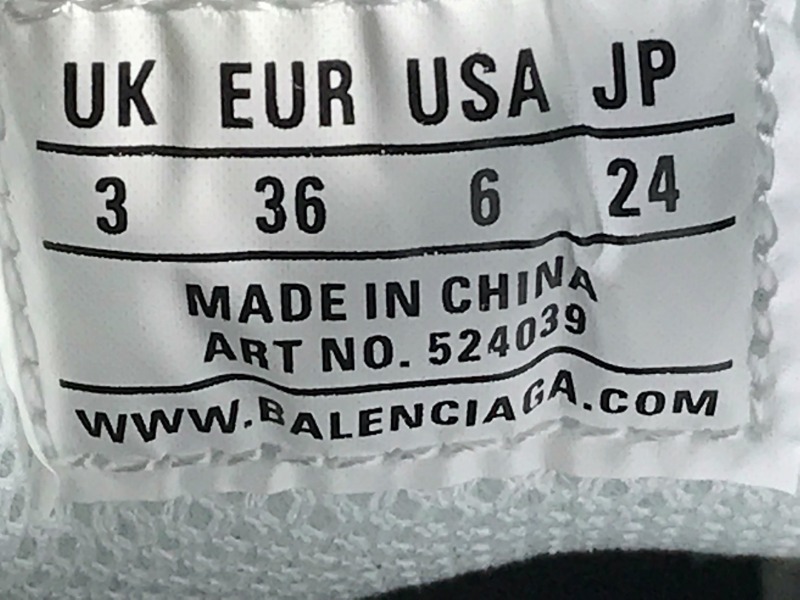 UK EUR USA JP
3 36 6 24
MADE IN CHINA
ART NO. 524039
WWW.BALENCIAGA.COM